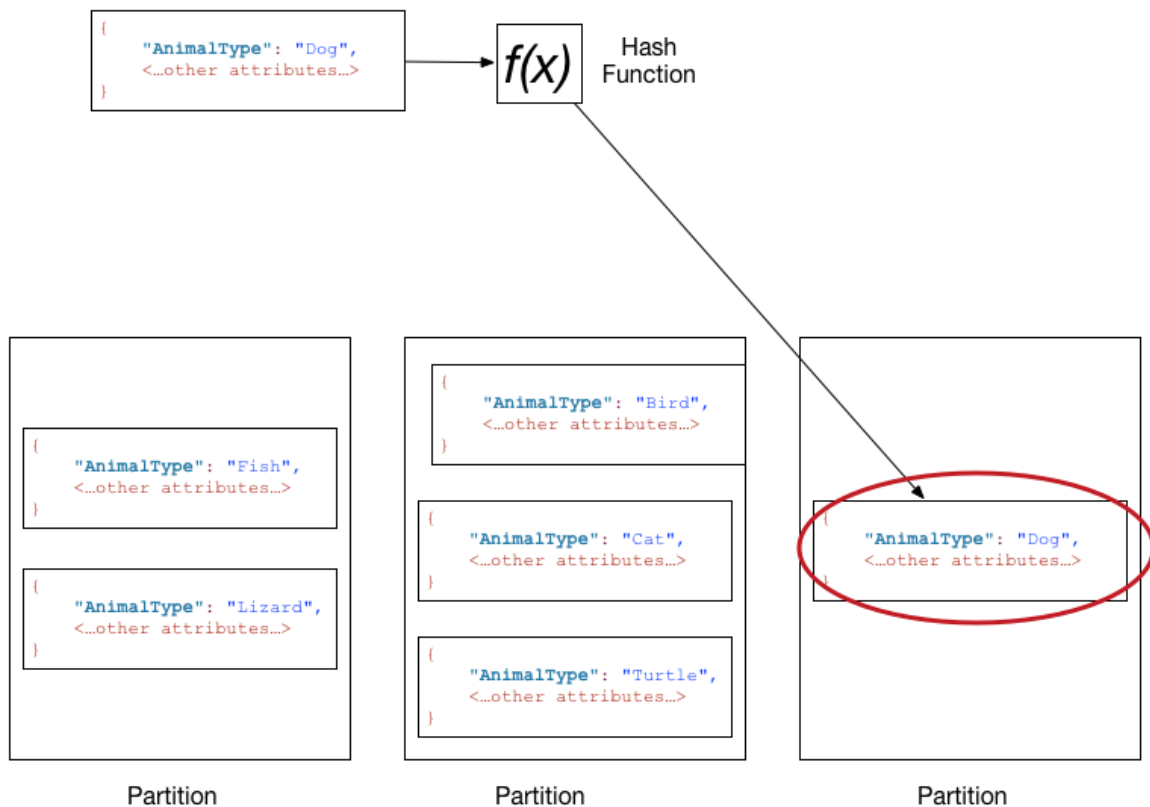 {
"AnimalType": "Dog",
<…other attributes…>
}
f(x)
Hash
Function
{
"AnimalType": "Fish",
<…other attributes…>
}
{
"AnimalType": "Lizard",
<…other attributes…>
}
Partition
{
"AnimalType": "Bird",
<…other attributes…>
}
{
"AnimalType": "Cat",
<…other attributes…>
}
{
"AnimalType": "Turtle",
<…other attributes…>
}
Partition
{
"AnimalType": "Dog",
<…other attributes…>
}
Partition